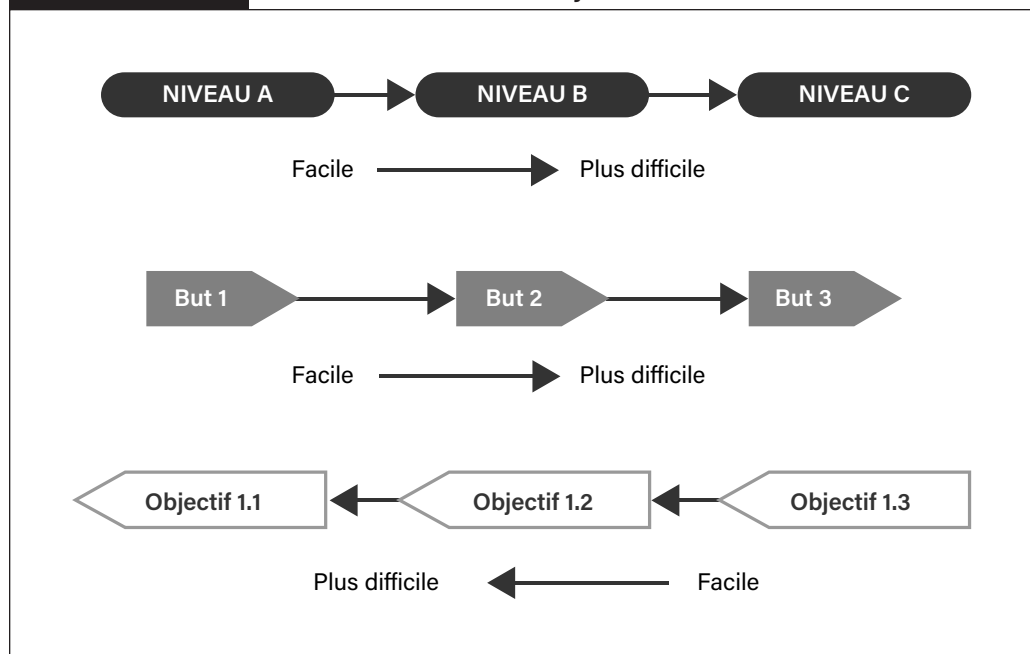 NIVEAU A NIVEAU B NIVEAU C
Facile Plus difficile
But 1 But 2 But 3
Facile Plus difficile
Objectif 1.1 Objectif 1.2 Objectif 1.3
Plus difficile Facile